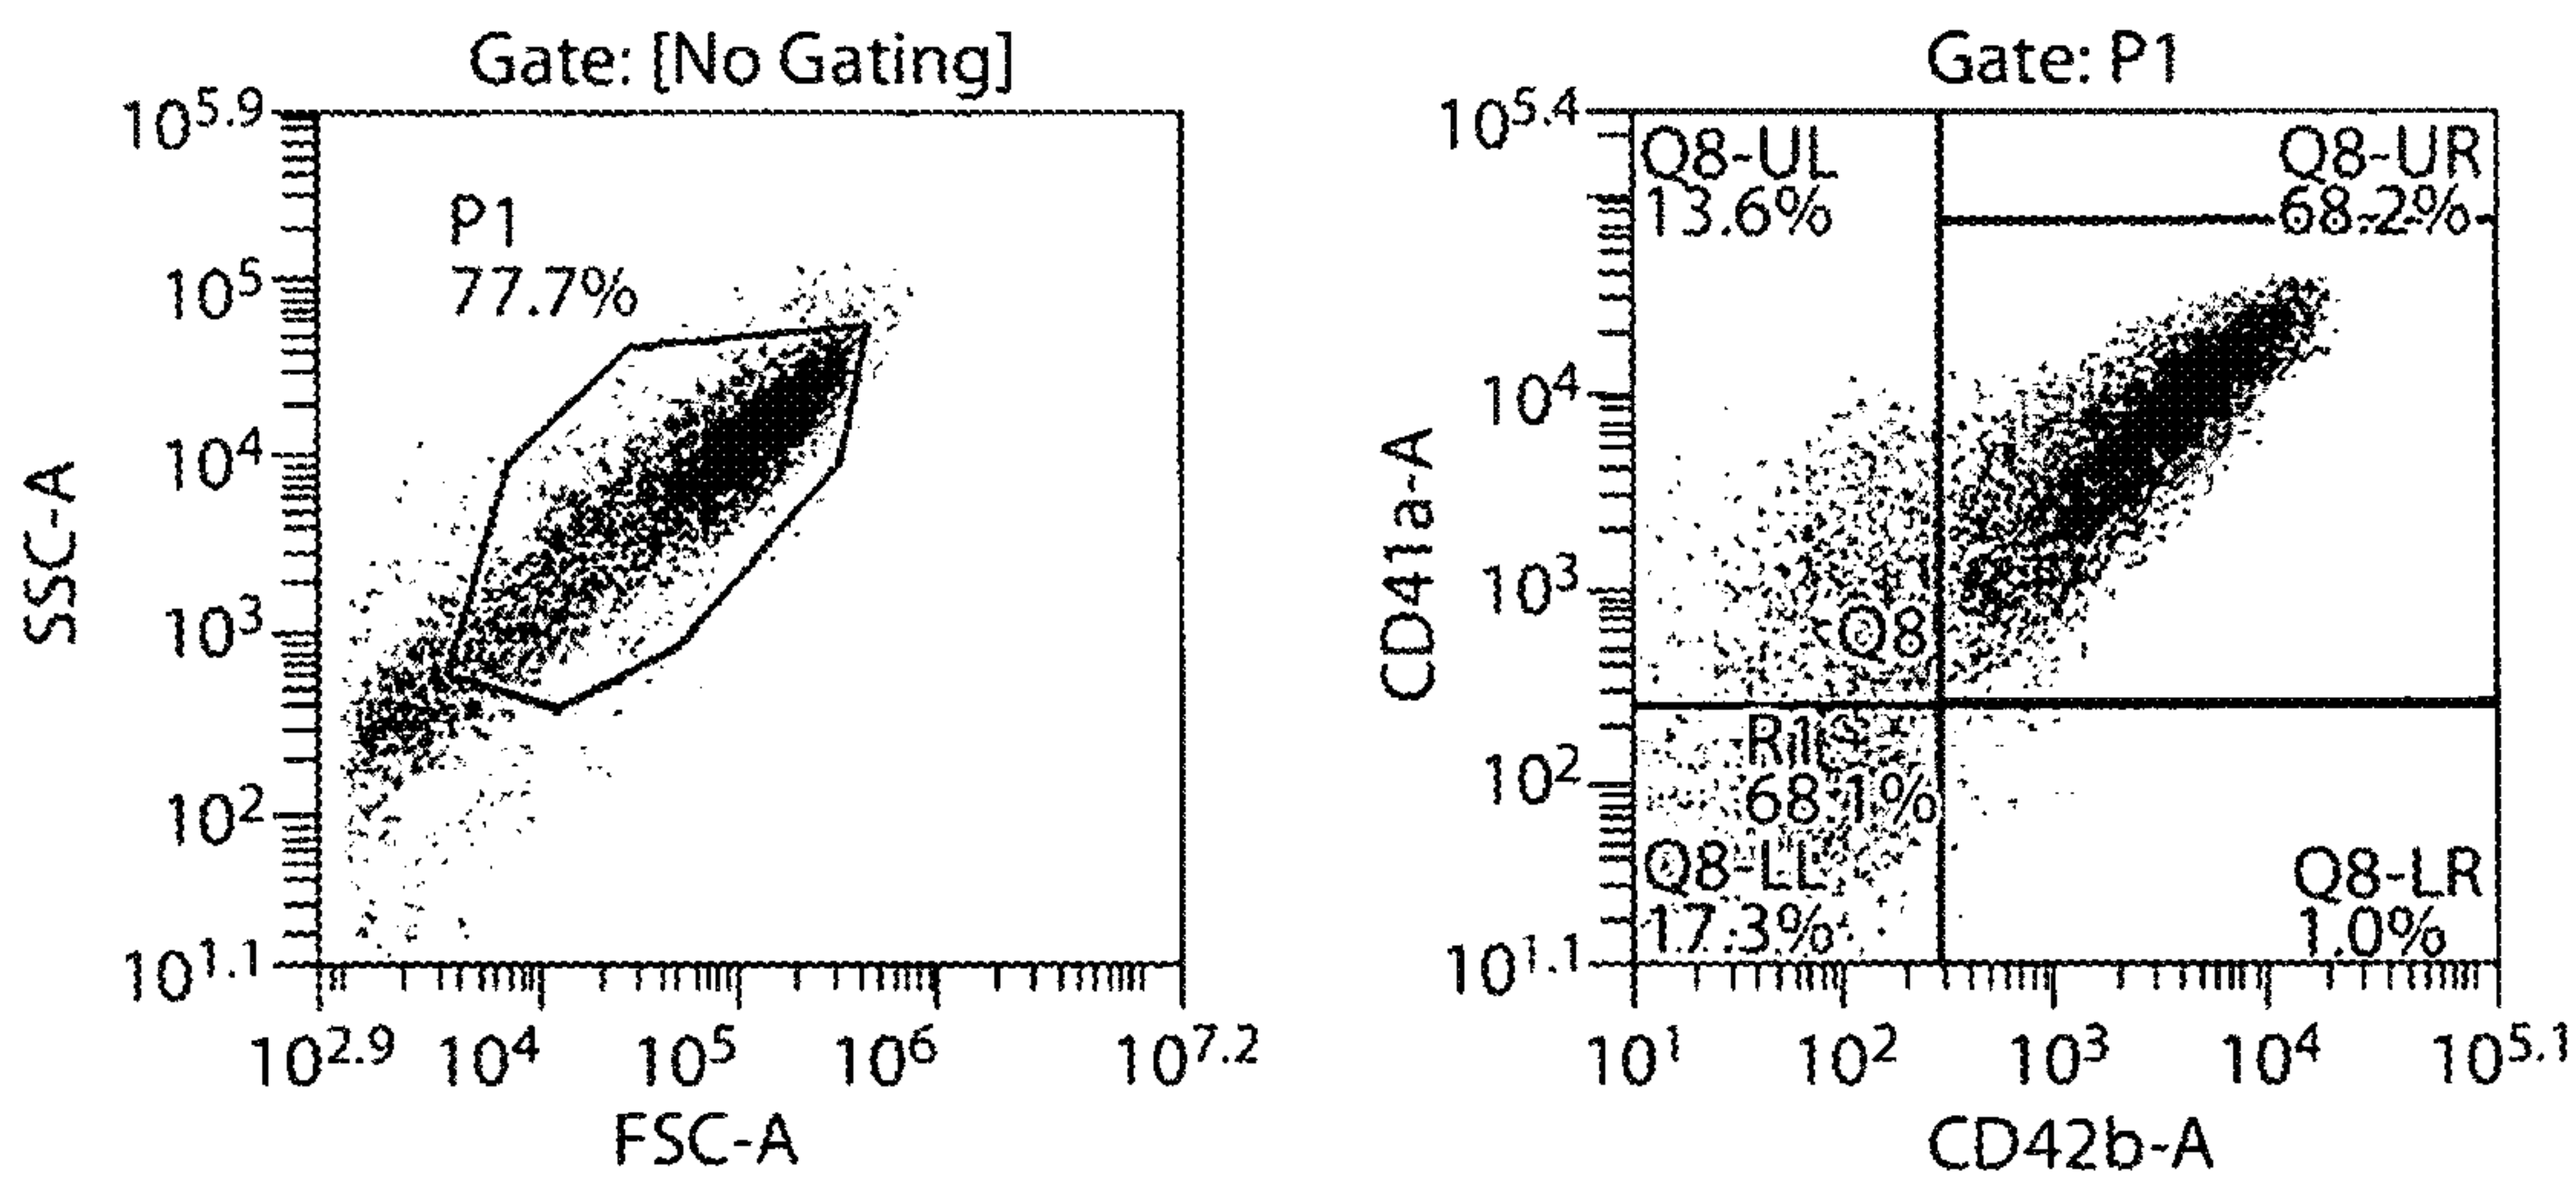 Gate: [No Gating]
10^5.9
P1
77.7%
10^5
10^4
10^3
10^2
10^1.1
SSC-A
10^2.9 10^4 10^5 10^6 10^7.2
FSC-A
Gate: P1
10^5.4
Q8-UL
13.6%
Q8-UR
68.2%
10^4
10^3
Q8
10^2
R1
68.1%
Q8-LL
17.3%
Q8-LR
1.0%
10^1.1
CD41a-A
10^1 10^2 10^3 10^4 10^5.1
CD42b-A